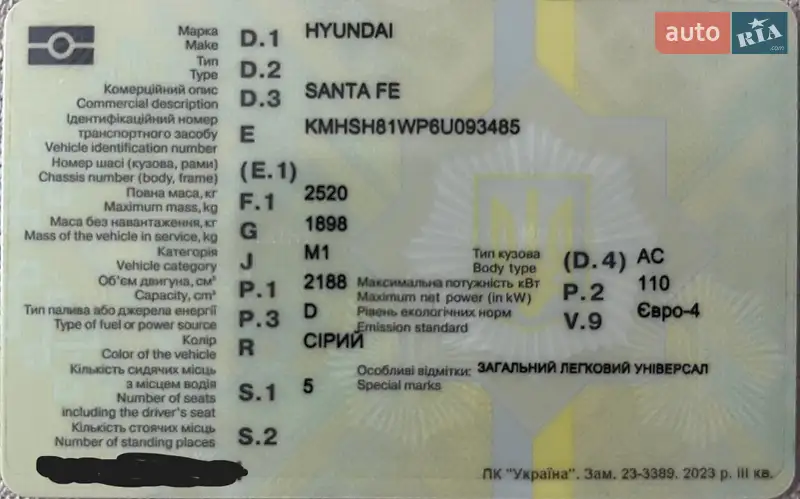 auto RIA .com
Марка
Make D.1 HYUNDAI
Тип
Type D.2
Комерційний опис
Commercial description D.3 SANTA FE
Ідентифікаційний номер
транспортного засобу
Vehicle identification number E KMHSH81WP6U093485
Номер шасі (кузова, рами)
Chassis number (body, frame) (E.1)
Повна маса, кг
Maximum mass, kg F.1 2520
Маса без навантаження, кг
Mass of the vehicle in service, kg G 1898
Категорія
Vehicle category J M1
Тип кузова
Body type (D.4) AC
Об'єм двигуна, см³
Capacity, cm³ P.1 2188
Максимальна потужність кВт
Maximum net power (in kW) P.2 110
Тип палива або джерела енергії
Type of fuel or power source P.3 D
Рівень екологічних норм
Emission standard V.9 Євро-4
Колір
Color of the vehicle R СІРИЙ
Особливі відмітки: ЗАГАЛЬНИЙ ЛЕГКОВИЙ УНІВЕРСАЛ
Special marks
Кількість сидячих місць
з місцем водія
Number of seats
including the driver's seat S.1 5
Кількість стоячих місць
Number of standing places S.2
ПК "Україна". Зам. 23-3389. 2023 р. III кв.